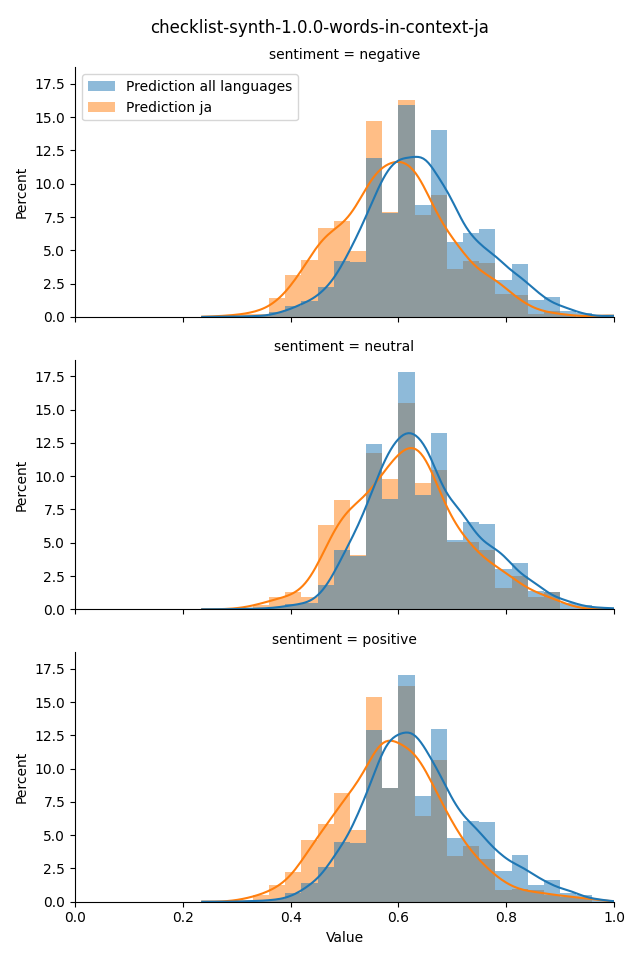 checklist-synth-1.0.0-words-in-context-ja
sentiment = negative
17.5
15.0
12.5
10.0
7.5
5.0
2.5
0.0
Percent
Prediction all languages
Prediction ja
sentiment = neutral
17.5
15.0
12.5
10.0
7.5
5.0
2.5
0.0
Percent
sentiment = positive
17.5
15.0
12.5
10.0
7.5
5.0
2.5
0.0
Percent
0.0 0.2 0.4 0.6 0.8 1.0
Value